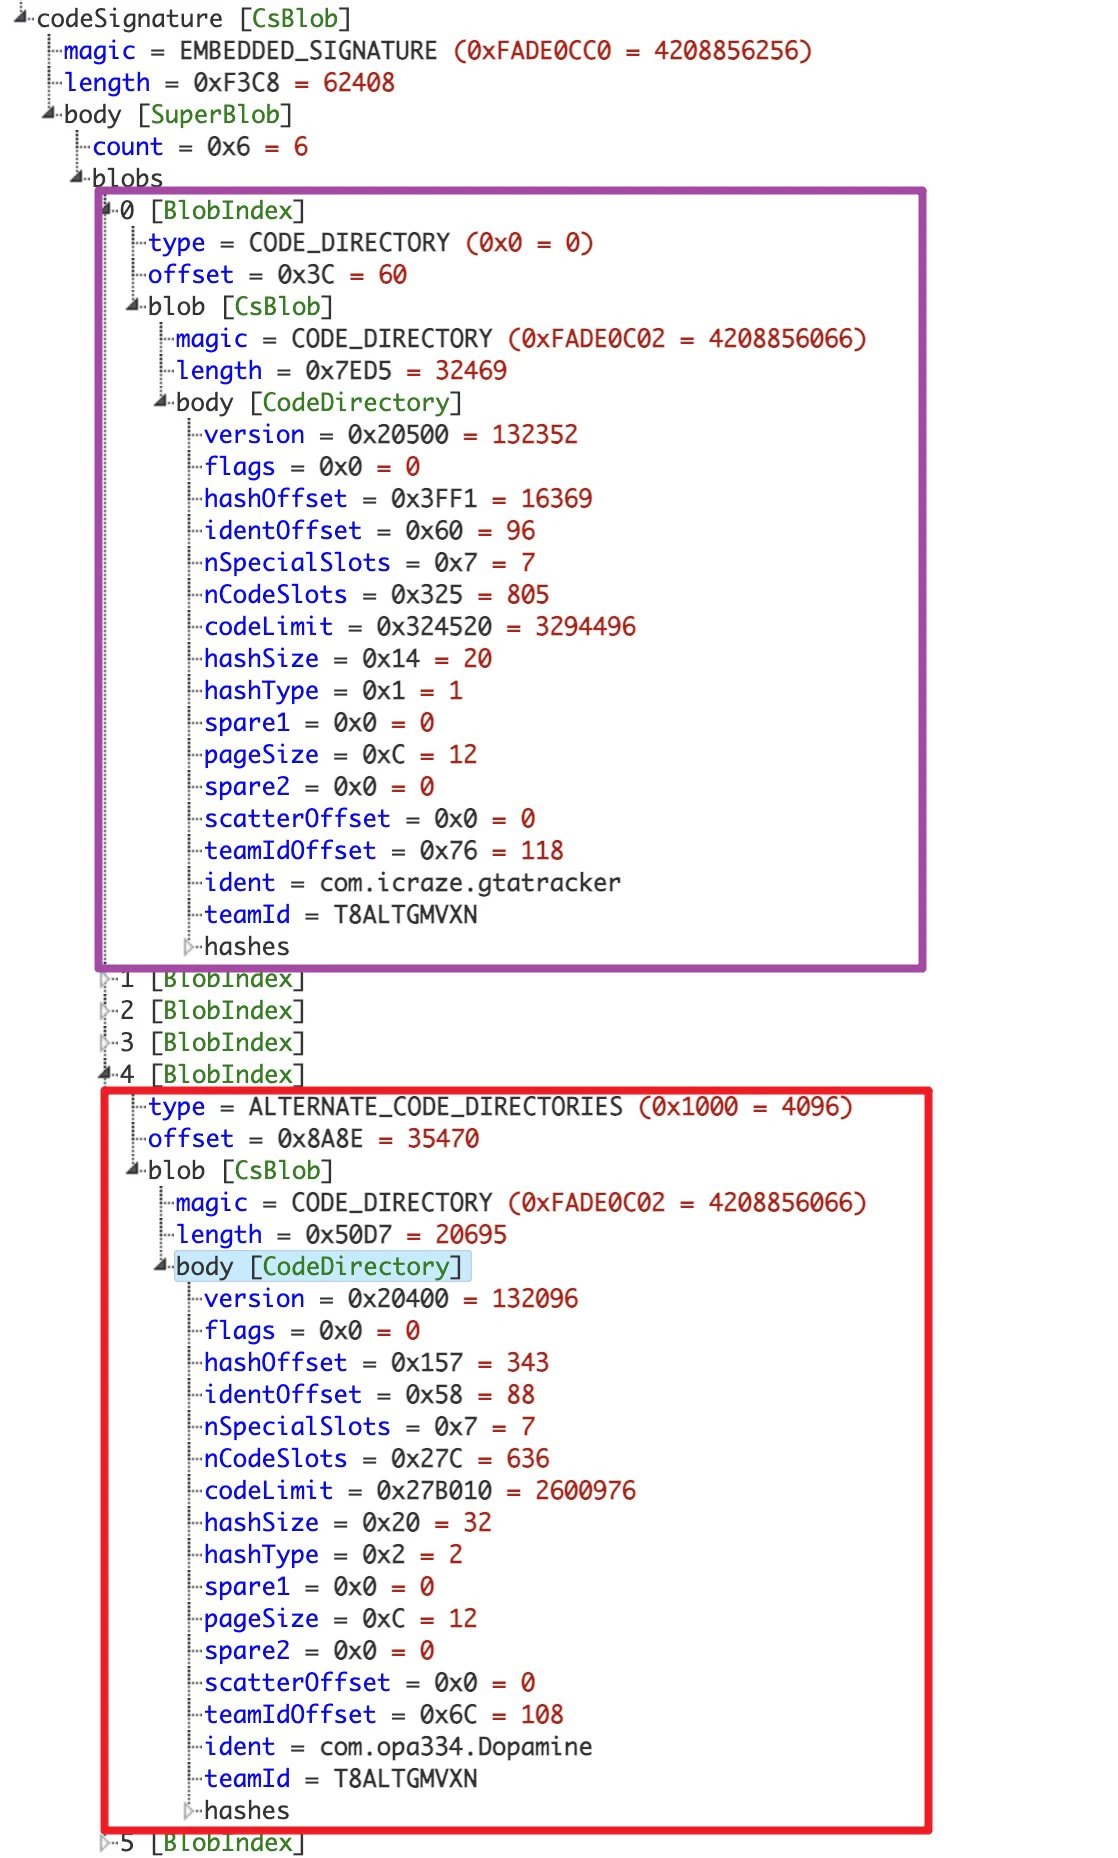 codeSignature [CsBlob]
magic = EMBEDDED_SIGNATURE (0xFADE0CC0 = 4208856256)
length = 0xF3C8 = 62408
body [SuperBlob]
count = 0x6 = 6
blobs
0 [BlobIndex]
type = CODE_DIRECTORY (0x0 = 0)
offset = 0x3C = 60
blob [CsBlob]
magic = CODE_DIRECTORY (0xFADE0C02 = 4208856066)
length = 0x7ED5 = 32469
body [CodeDirectory]
version = 0x20500 = 132352
flags = 0x0 = 0
hashOffset = 0x3FF1 = 16369
identOffset = 0x60 = 96
nSpecialSlots = 0x7 = 7
nCodeSlots = 0x325 = 805
codeLimit = 0x324520 = 3294496
hashSize = 0x14 = 20
hashType = 0x1 = 1
spare1 = 0x0 = 0
pageSize = 0xC = 12
spare2 = 0x0 = 0
scatterOffset = 0x0 = 0
teamIdOffset = 0x76 = 118
ident = com.icraze.gtatracker
teamId = T8ALTGMVXN
hashes
1 [BlobIndex]
2 [BlobIndex]
3 [BlobIndex]
4 [BlobIndex]
type = ALTERNATE_CODE_DIRECTORIES (0x1000 = 4096)
offset = 0x8A8E = 35470
blob [CsBlob]
magic = CODE_DIRECTORY (0xFADE0C02 = 4208856066)
length = 0x50D7 = 20695
body [CodeDirectory]
version = 0x20400 = 132096
flags = 0x0 = 0
hashOffset = 0x157 = 343
identOffset = 0x58 = 88
nSpecialSlots = 0x7 = 7
nCodeSlots = 0x27C = 636
codeLimit = 0x27B010 = 2600976
hashSize = 0x20 = 32
hashType = 0x2 = 2
spare1 = 0x0 = 0
pageSize = 0xC = 12
spare2 = 0x0 = 0
scatterOffset = 0x0 = 0
teamIdOffset = 0x6C = 108
ident = com.opa334.Dopamine
teamId = T8ALTGMVXN
hashes
5 [BlobIndex]